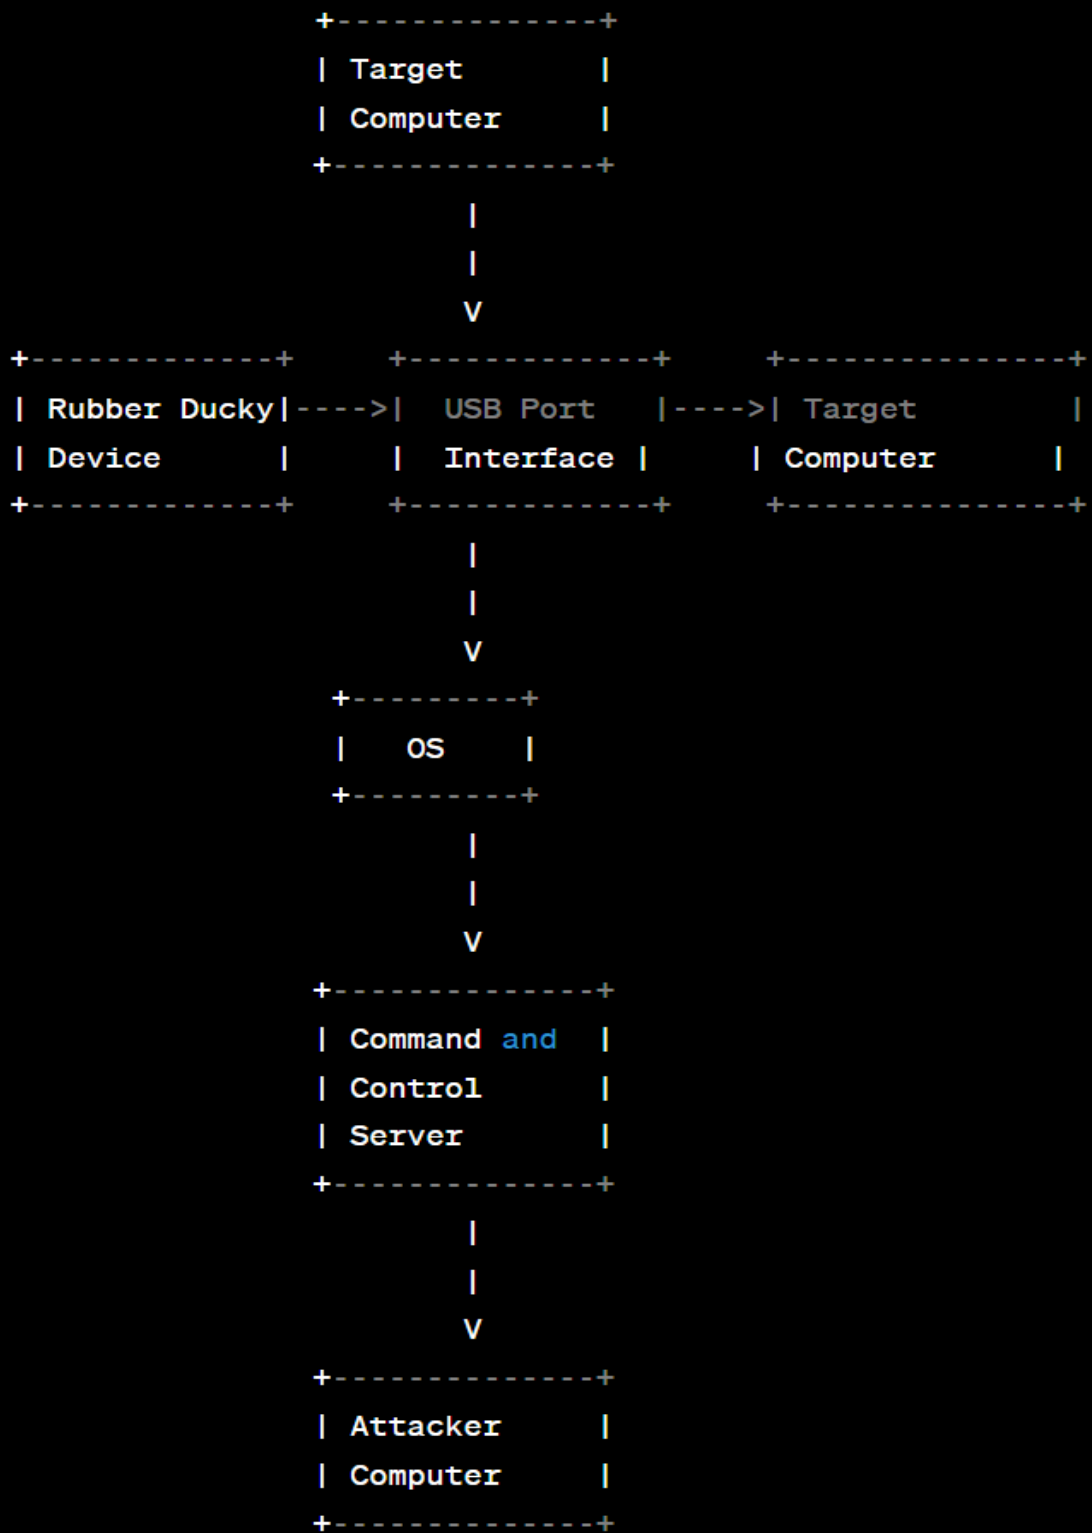 +--------------+
| Target       |
| Computer     |
+--------------+
|
|
V
+-------------+     +-------------+     +---------------+
| Rubber Ducky|---->|  USB Port   |---->| Target        |
| Device      |     |  Interface |     | Computer      |
+-------------+     +-------------+     +---------------+
|
|
V
+---------+
|   OS    |
+---------+
|
|
V
+--------------+
| Command and  |
| Control      |
| Server       |
+--------------+
|
|
V
+--------------+
| Attacker     |
| Computer     |
+--------------+